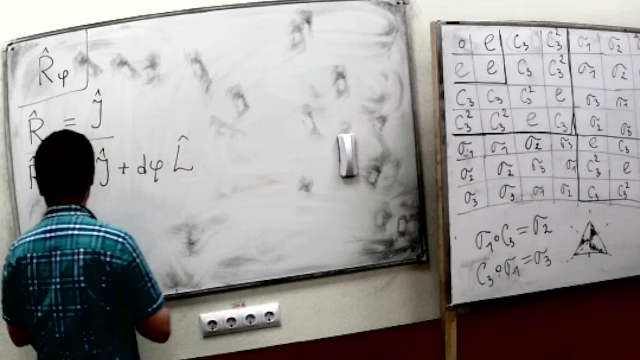 R̂φ
R̂ = Ĵ
Ĵ + dφ·L̂
o e C₃ C₃² σ₁ σ₂
e e C₃ C₃² σ₁ σ₂
C₃ C₃ C₃² e σ₃ σ₁
C₃² C₃² e C₃ σ₂ σ₃
σ₁ σ₁ σ₂ σ₃ e C₃
σ₂ σ₂ σ₃ σ₁ C₃² e
σ₃ σ₃ σ₁ σ₂ C₃ C₃²
σ₁∘C₃=σ₂
C₃∘σ₁=σ₃